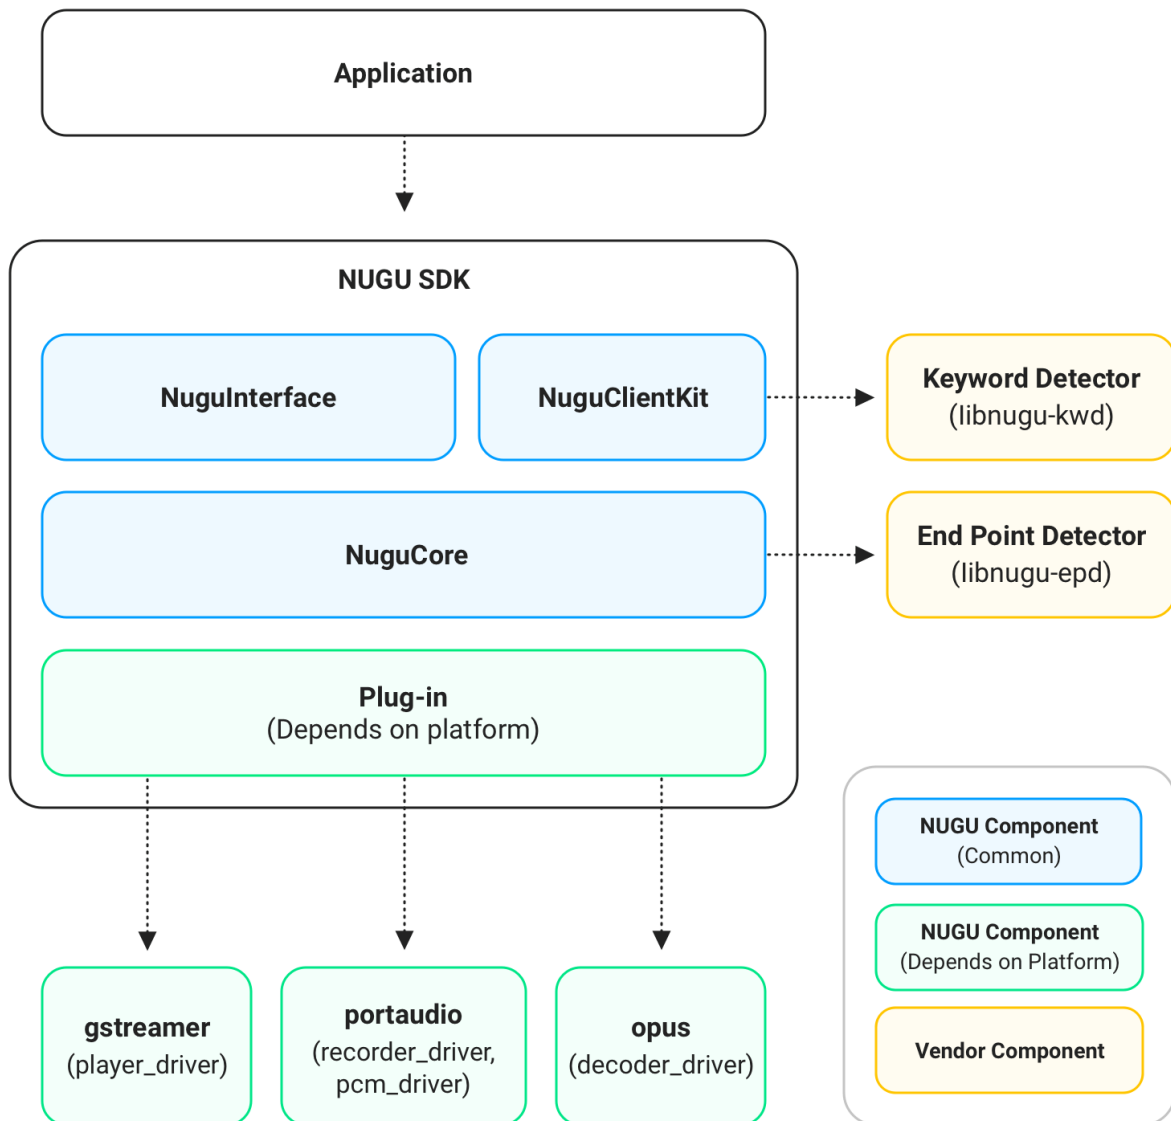 Application
NUGU SDK
NuguInterface
NuguClientKit
Keyword Detector
(libnugu-kwd)
NuguCore
End Point Detector
(libnugu-epd)
Plug-in
(Depends on platform)
NUGU Component
(Common)
NUGU Component
(Depends on Platform)
Vendor Component
gstreamer
(player_driver)
portaudio
(recorder_driver,
pcm_driver)
opus
(decoder_driver)